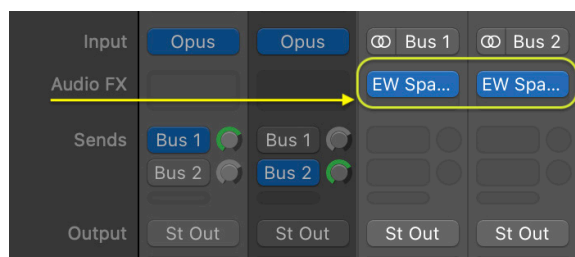 Input Opus Opus Bus 1 Bus 2
Audio FX EW Spa... EW Spa...
Sends Bus 1 Bus 1
Bus 2 Bus 2
Output St Out St Out St Out St Out